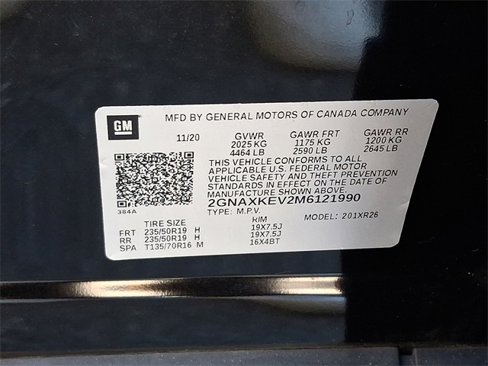 MFD BY GENERAL MOTORS OF CANADA COMPANY
GM
11/20 GVWR GAWR FRT GAWR RR
2025 KG 1175 KG 1200 KG
4464 LB 2590 LB 2645 LB
THIS VEHICLE CONFORMS TO ALL
APPLICABLE U.S. FEDERAL MOTOR
VEHICLE SAFETY AND THEFT PREVENTION
STANDARDS IN EFFECT ON THE DATE OF
MANUFACTURE SHOWN ABOVE.
2GNAXKEV2M6121990
384A TYPE: M.P.V. MODEL: 201XR26
TIRE SIZE RIM
FRT 235/50R19 H 19X7.5J
RR 235/50R19 H 19X7.5J
SPA T135/70R16 M 16X4BT